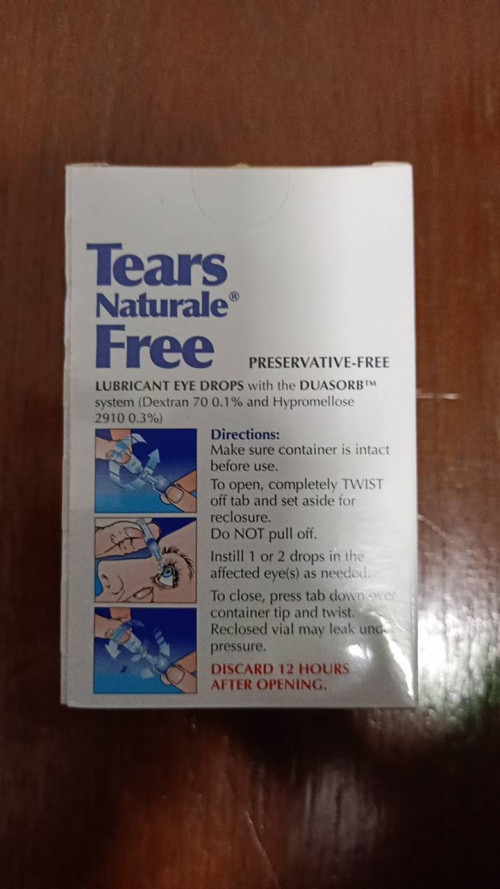 Tears
Naturale®
Free
PRESERVATIVE-FREE
LUBRICANT EYE DROPS with the DUASORB™
system (Dextran 70 0.1% and Hypromellose
2910 0.3%)
Directions:
Make sure container is intact
before use.
To open, completely TWIST
off tab and set aside for
reclosure.
Do NOT pull off.
Instill 1 or 2 drops in the
affected eye(s) as needed.
To close, press tab down over
container tip and twist.
Reclosed vial may leak under
pressure.
DISCARD 12 HOURS
AFTER OPENING.